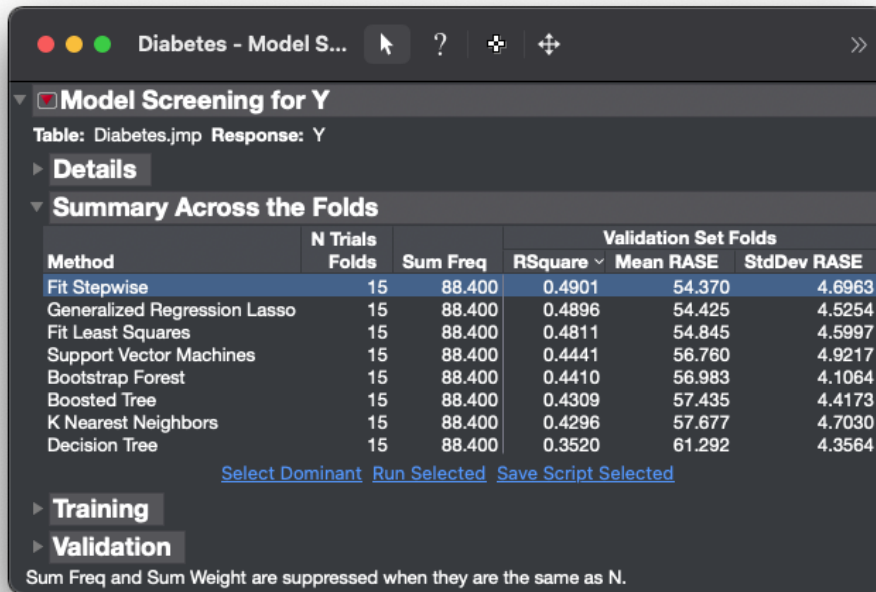 Diabetes - Model S... ? »
Model Screening for Y
Table: Diabetes.jmp Response: Y
Details
Summary Across the Folds
N Trials Validation Set Folds
Method Folds Sum Freq RSquare Mean RASE StdDev RASE
Fit Stepwise 15 88.400 0.4901 54.370 4.6963
Generalized Regression Lasso 15 88.400 0.4896 54.425 4.5254
Fit Least Squares 15 88.400 0.4811 54.845 4.5997
Support Vector Machines 15 88.400 0.4441 56.760 4.9217
Bootstrap Forest 15 88.400 0.4410 56.983 4.1064
Boosted Tree 15 88.400 0.4309 57.435 4.4173
K Nearest Neighbors 15 88.400 0.4296 57.677 4.7030
Decision Tree 15 88.400 0.3520 61.292 4.3564
Select Dominant Run Selected Save Script Selected
Training
Validation
Sum Freq and Sum Weight are suppressed when they are the same as N.